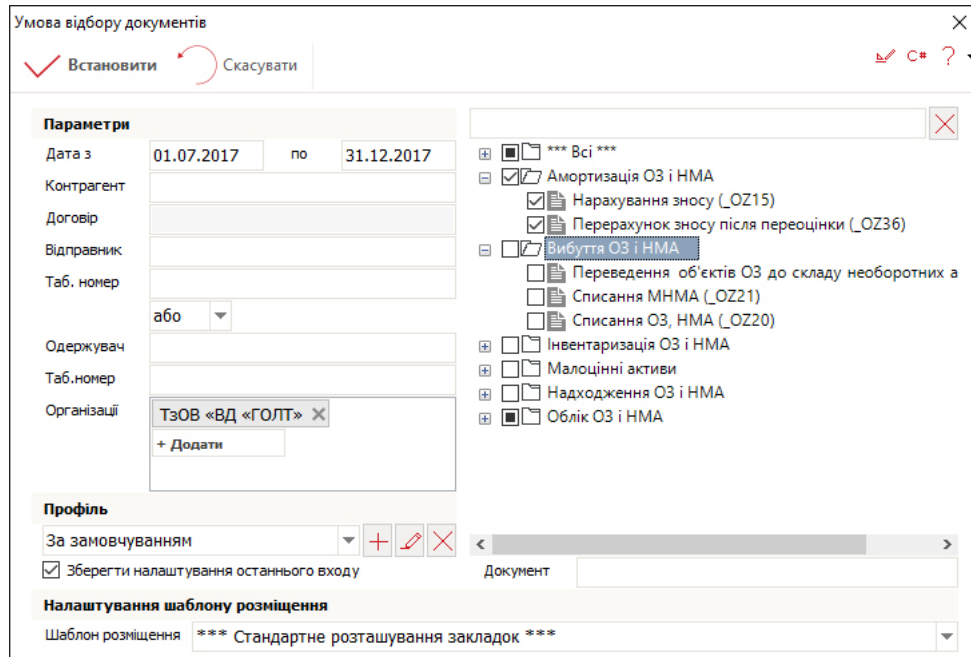 Умова відбору документів
Встановити Скасувати C# ?
Параметри
Дата з 01.07.2017 по 31.12.2017
Контрагент
Договір
Відправник
Таб. номер
або
Одержувач
Таб.номер
Організації ТзОВ «ВД «ГОЛТ»
+ Додати
Профіль
За замовчуванням
Зберегти налаштування останнього входу
*** Всі ***
Амортизація ОЗ і НМА
Нарахування зносу (_OZ15)
Перерахунок зносу після переоцінки (_OZ36)
Вибуття ОЗ і НМА
Переведення об'єктів ОЗ до складу необоротних а
Списання МНМА (_OZ21)
Списання ОЗ, НМА (_OZ20)
Інвентаризація ОЗ і НМА
Малоцінні активи
Надходження ОЗ і НМА
Облік ОЗ і НМА
Документ
Налаштування шаблону розміщення
Шаблон розміщення *** Стандартне розташування закладок ***